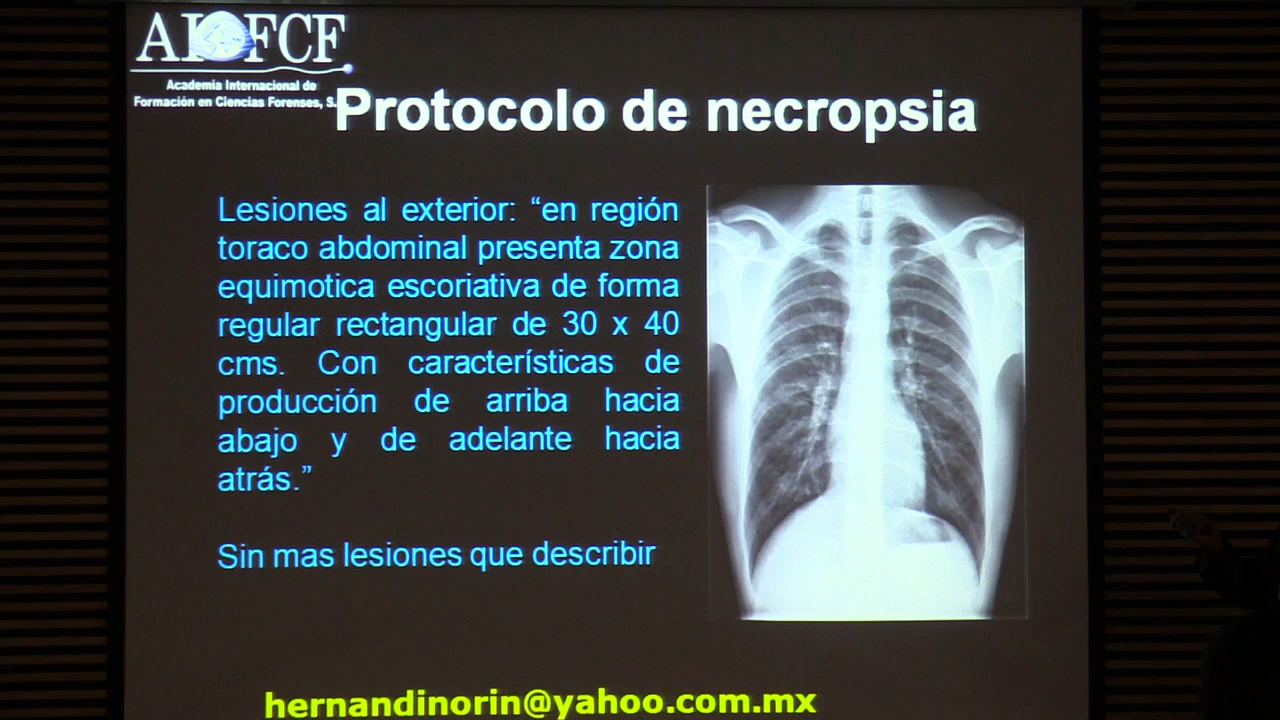 AI FCF
Academia Internacional de
Formación en Ciencias Forenses, S.
Protocolo de necropsia
Lesiones al exterior: “en región
toraco abdominal presenta zona
equimotica escoriativa de forma
regular rectangular de 30 x 40
cms. Con características de
producción de arriba hacia
abajo y de adelante hacia
atrás.”
Sin mas lesiones que describir
hernandinorin@yahoo.com.mx